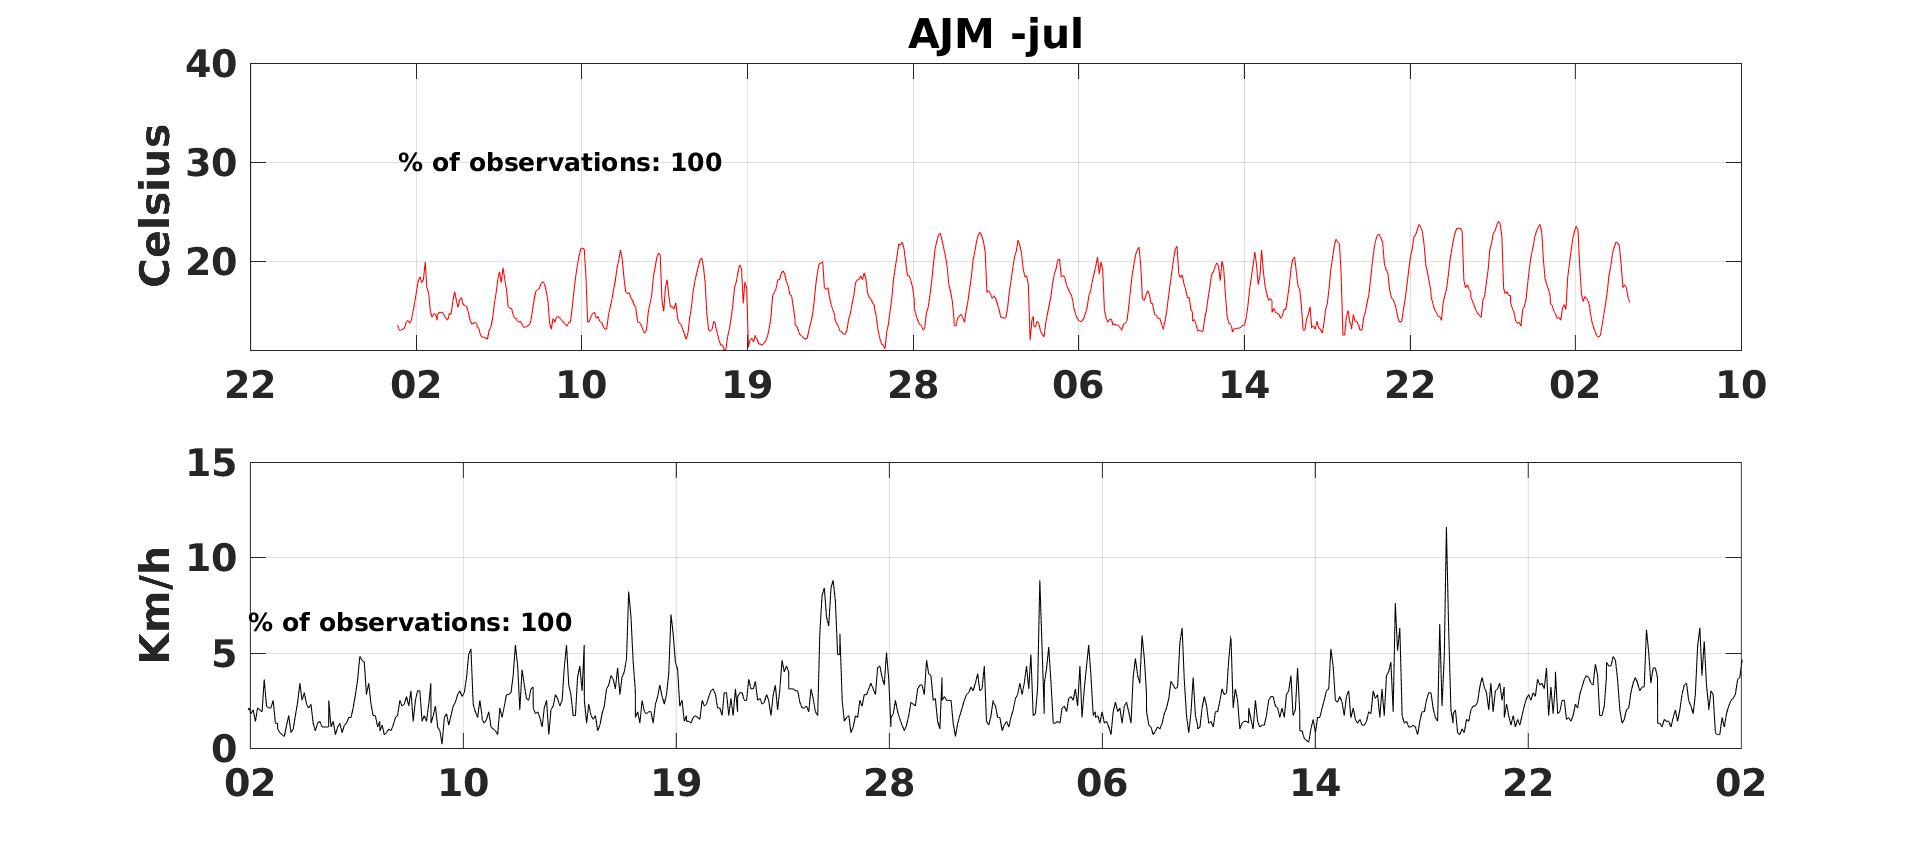 AJM -jul
Celsius
40
30
20
% of observations: 100
22 02 10 19 28 06 14 22 02 10
Km/h
15
10
5
0
% of observations: 100
02 10 19 28 06 14 22 02